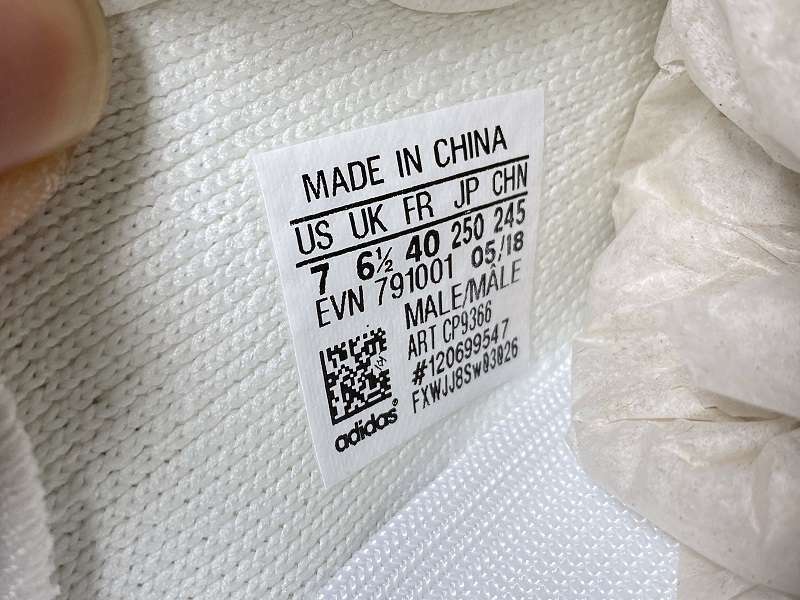 MADE IN CHINA
US UK FR JP CHN
7 6½ 40 250 245
EVN 791001 05/18
MALE/MÂLE
ART CP9366
#120699547
FXWJJ8Sw03026
adidas®